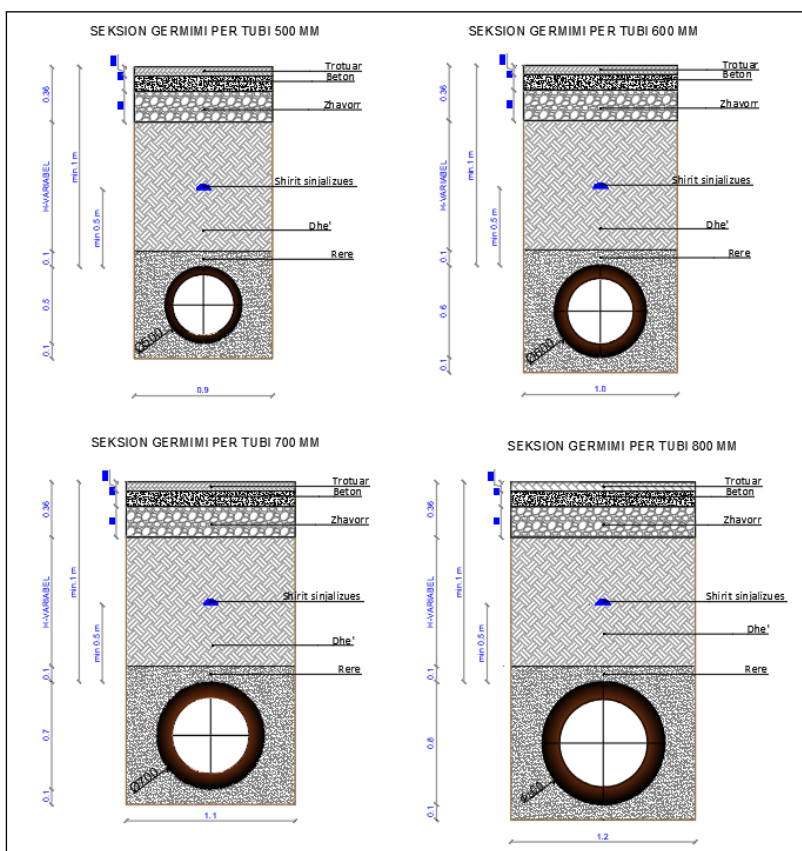 SEKSION GERMIMI PER TUBI 500 MM
Trotuar
Beton
Zhavorr
Shirit sinjalizues
Dhe'
Rere
0.36
H-VARIABEL
0.1
0.5
0.1
min.1 m
min 0.5 m
0.9
SEKSION GERMIMI PER TUBI 600 MM
Trotuar
Beton
Zhavorr
Shirit sinjalizues
Dhe'
Rere
0.36
H-VARIABEL
0.1
0.6
0.1
min.1 m
min 0.5 m
Ø600
1.0
SEKSION GERMIMI PER TUBI 700 MM
Trotuar
Beton
Zhavorr
Shirit sinjalizues
Dhe'
Rere
0.36
H-VARIABEL
0.1
0.7
0.1
min.1 m
min 0.5 m
Ø700
1.1
SEKSION GERMIMI PER TUBI 800 MM
Trotuar
Beton
Zhavorr
Shirit sinjalizues
Dhe'
Rere
0.36
H-VARIABEL
0.1
0.8
0.1
min.1 m
min 0.5 m
1.2